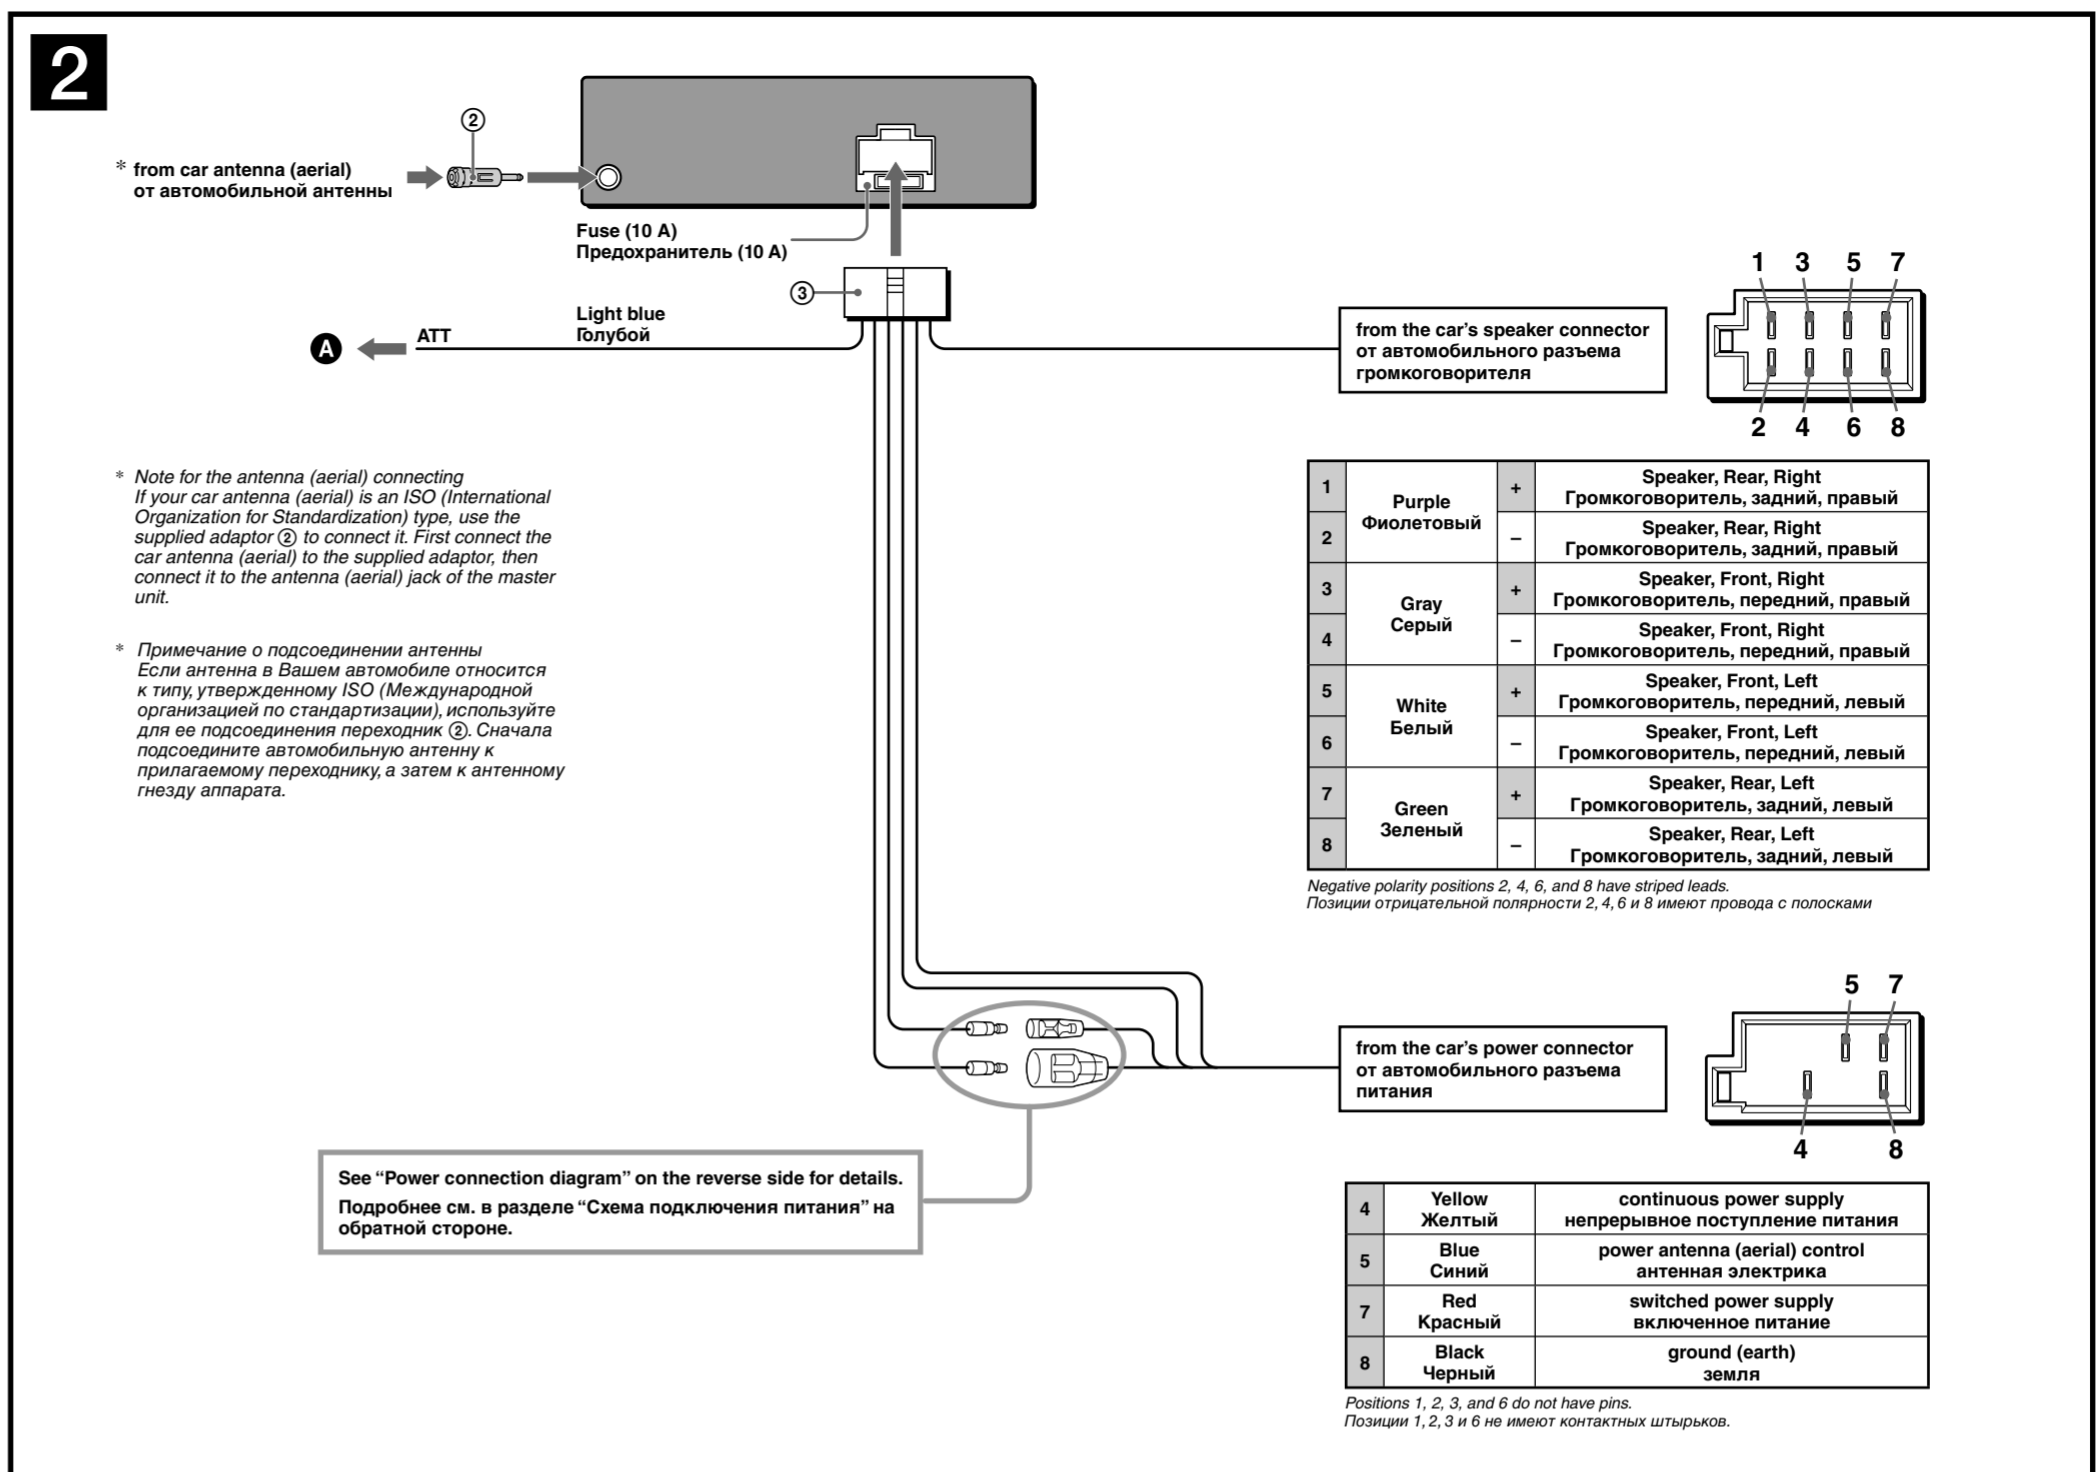 2
②
* from car antenna (aerial)
от автомобильной антенны
Fuse (10 A)
Предохранитель (10 A)
③
Light blue
Голубой
A
ATT
from the car's speaker connector
от автомобильного разъема
громкоговорителя
1 3 5 7
2 4 6 8
* Note for the antenna (aerial) connecting
If your car antenna (aerial) is an ISO (International
Organization for Standardization) type, use the
supplied adaptor ② to connect it. First connect the
car antenna (aerial) to the supplied adaptor, then
connect it to the antenna (aerial) jack of the master
unit.
* Примечание о подсоединении антенны
Если антенна в Вашем автомобиле относится
к типу, утвержденному ISO (Международной
организацией по стандартизации), используйте
для ее подсоединения переходник ②. Сначала
подсоедините автомобильную антенну к
прилагаемому переходнику, а затем к антенному
гнезду аппарата.
1
Purple
Фиолетовый
+
Speaker, Rear, Right
Громкоговоритель, задний, правый
2
–
Speaker, Rear, Right
Громкоговоритель, задний, правый
3
Gray
Серый
+
Speaker, Front, Right
Громкоговоритель, передний, правый
4
–
Speaker, Front, Right
Громкоговоритель, передний, правый
5
White
Белый
+
Speaker, Front, Left
Громкоговоритель, передний, левый
6
–
Speaker, Front, Left
Громкоговоритель, передний, левый
7
Green
Зеленый
+
Speaker, Rear, Left
Громкоговоритель, задний, левый
8
–
Speaker, Rear, Left
Громкоговоритель, задний, левый
Negative polarity positions 2, 4, 6, and 8 have striped leads.
Позиции отрицательной полярности 2, 4, 6 и 8 имеют провода с полосками
from the car's power connector
от автомобильного разъема
питания
5 7
4 8
See “Power connection diagram” on the reverse side for details.
Подробнее см. в разделе “Схема подключения питания” на
обратной стороне.
4
Yellow
Желтый
continuous power supply
непрерывное поступление питания
5
Blue
Синий
power antenna (aerial) control
антенная электрика
7
Red
Красный
switched power supply
включенное питание
8
Black
Черный
ground (earth)
земля
Positions 1, 2, 3, and 6 do not have pins.
Позиции 1, 2, 3 и 6 не имеют контактных штырьков.